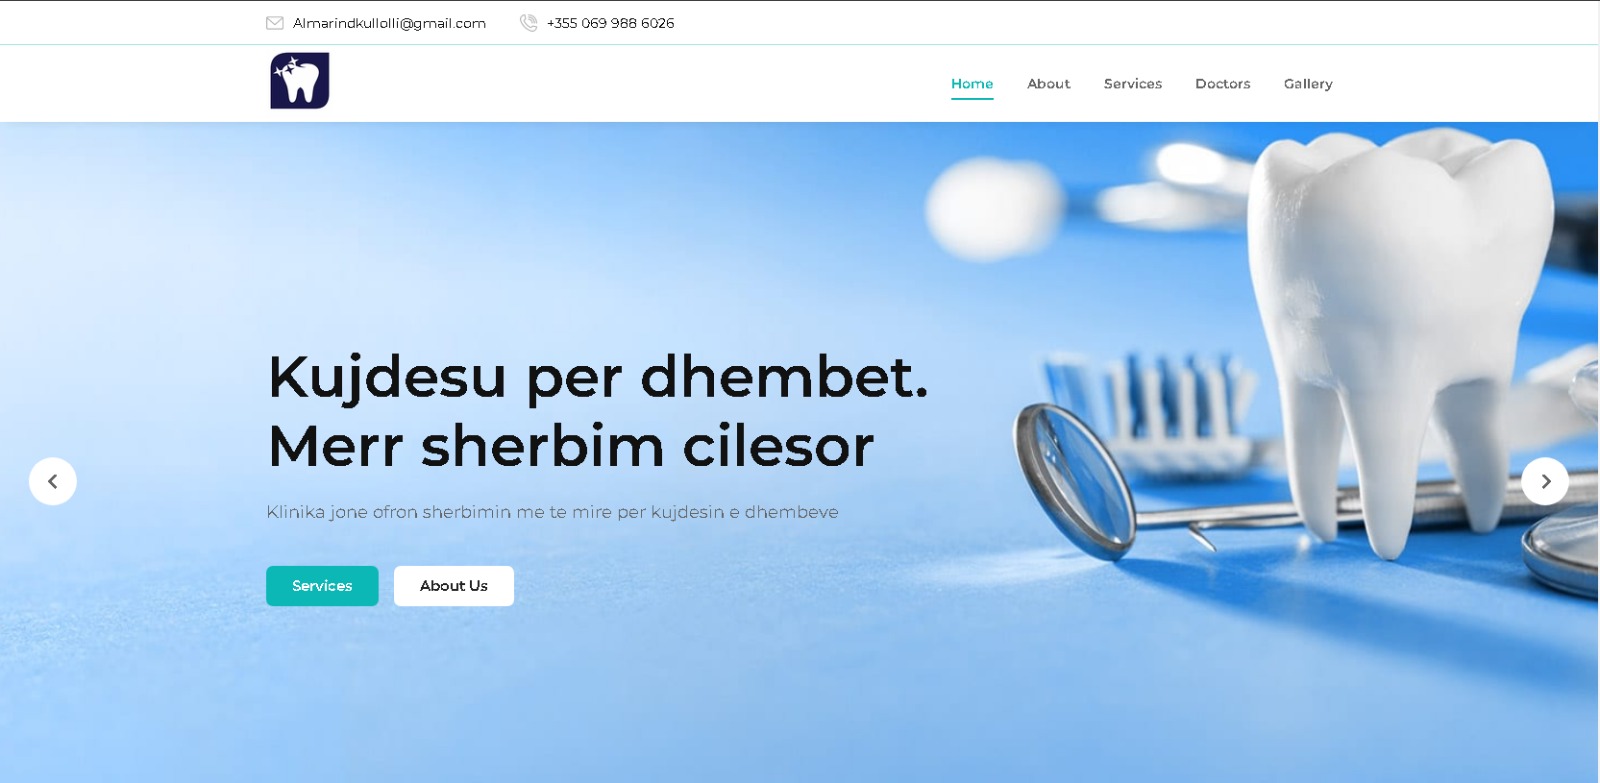 Almarindkullolli@gmail.com
+355 069 988 6026
Home
About
Services
Doctors
Gallery
Kujdesu per dhembet.
Merr sherbim cilesor
Klinika jone ofron sherbimin me te mire per kujdesin e dhembeve
Services
About Us